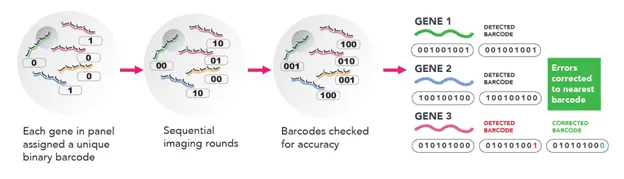 1
0
0
0
1
Each gene in panel
assigned a unique
binary barcode
10
01
00
00
10
Sequential
imaging rounds
100
010
001
001
100
Barcodes checked
for accuracy
GENE 1
DETECTED
BARCODE
001001001
001001001
GENE 2
DETECTED
BARCODE
100100100
100100100
Errors
corrected
to nearest
barcode
GENE 3
DETECTED
BARCODE
CORRECTED
BARCODE
010101000
010101001
010101000